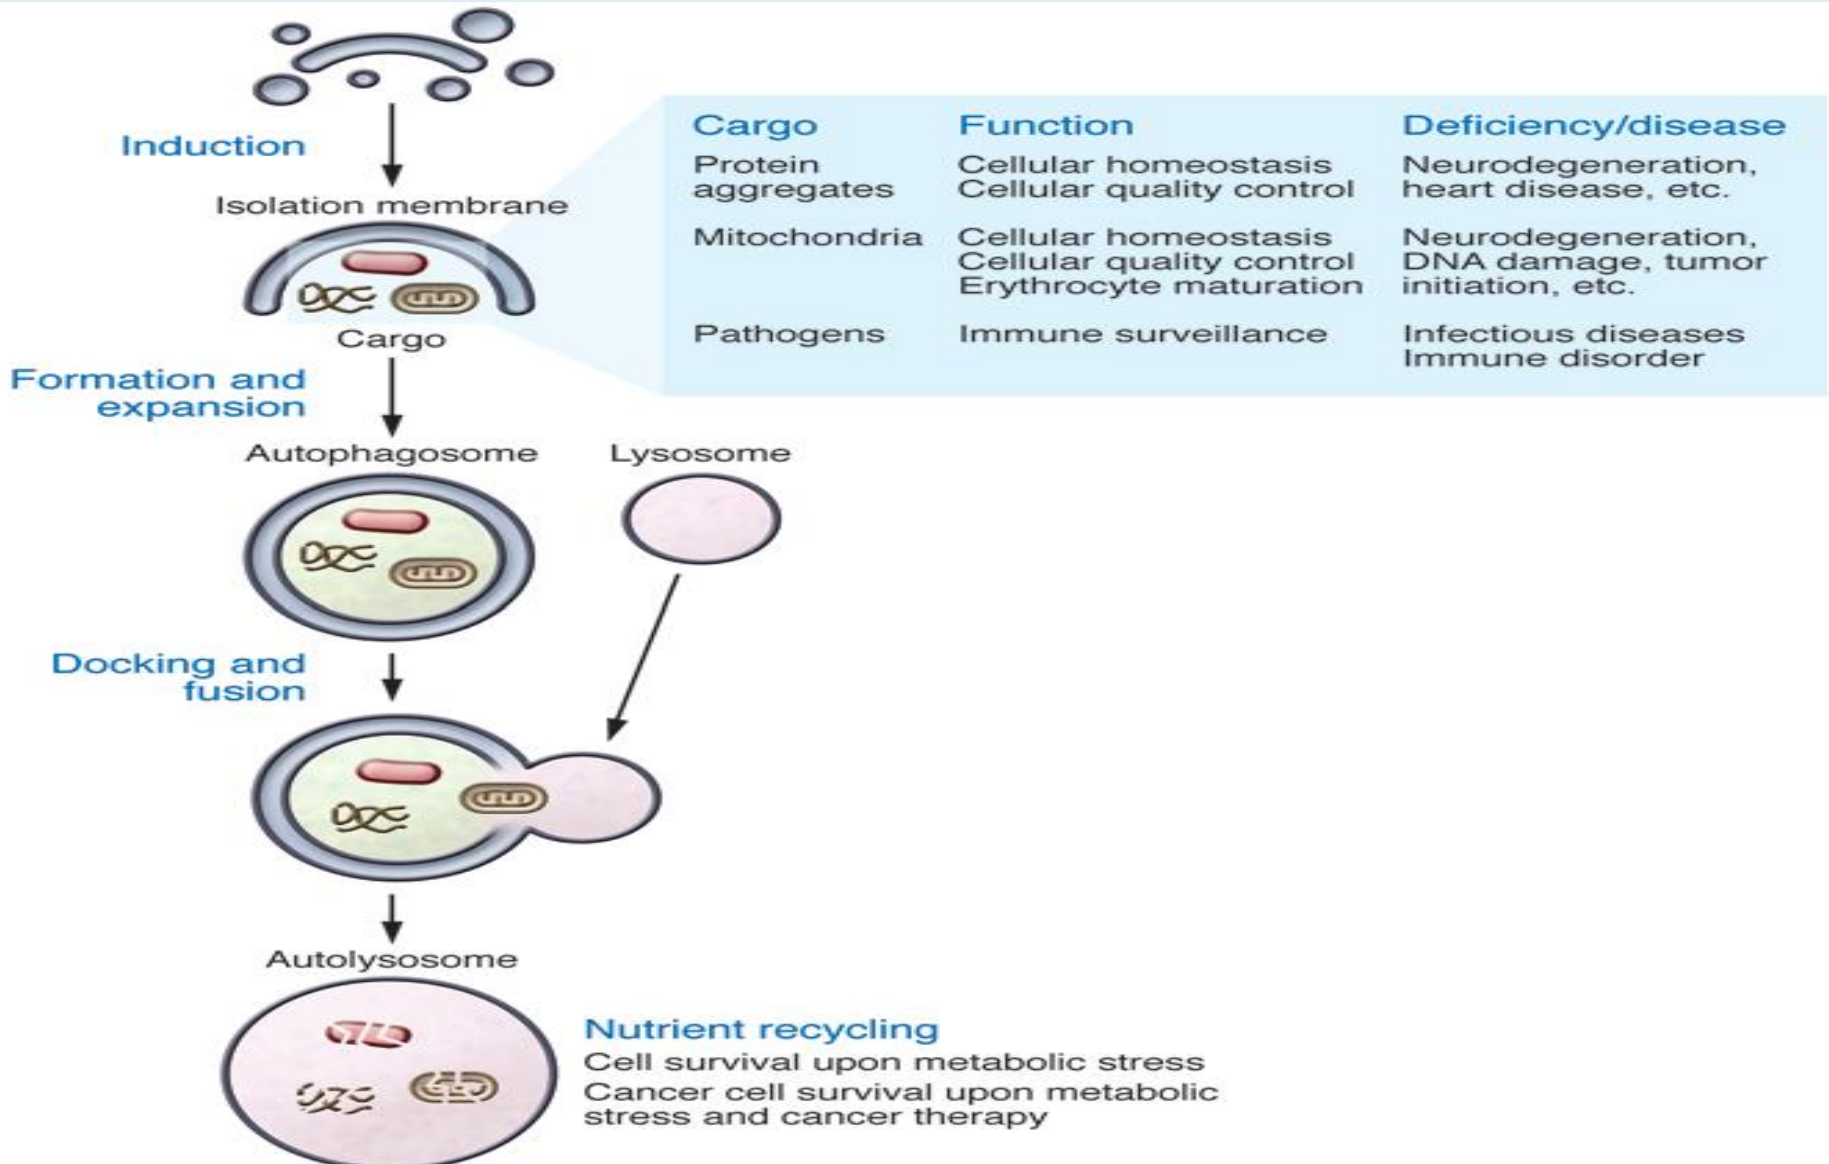 Induction
Isolation membrane
Cargo
Cargo Function Deficiency/disease
Protein Cellular homeostasis Neurodegeneration,
aggregates Cellular quality control heart disease, etc.
Mitochondria Cellular homeostasis Neurodegeneration,
Cellular quality control DNA damage, tumor
Erythrocyte maturation initiation, etc.
Pathogens Immune surveillance Infectious diseases
Immune disorder
Formation and
expansion
Autophagosome Lysosome
Docking and
fusion
Autolysosome
Nutrient recycling
Cell survival upon metabolic stress
Cancer cell survival upon metabolic
stress and cancer therapy